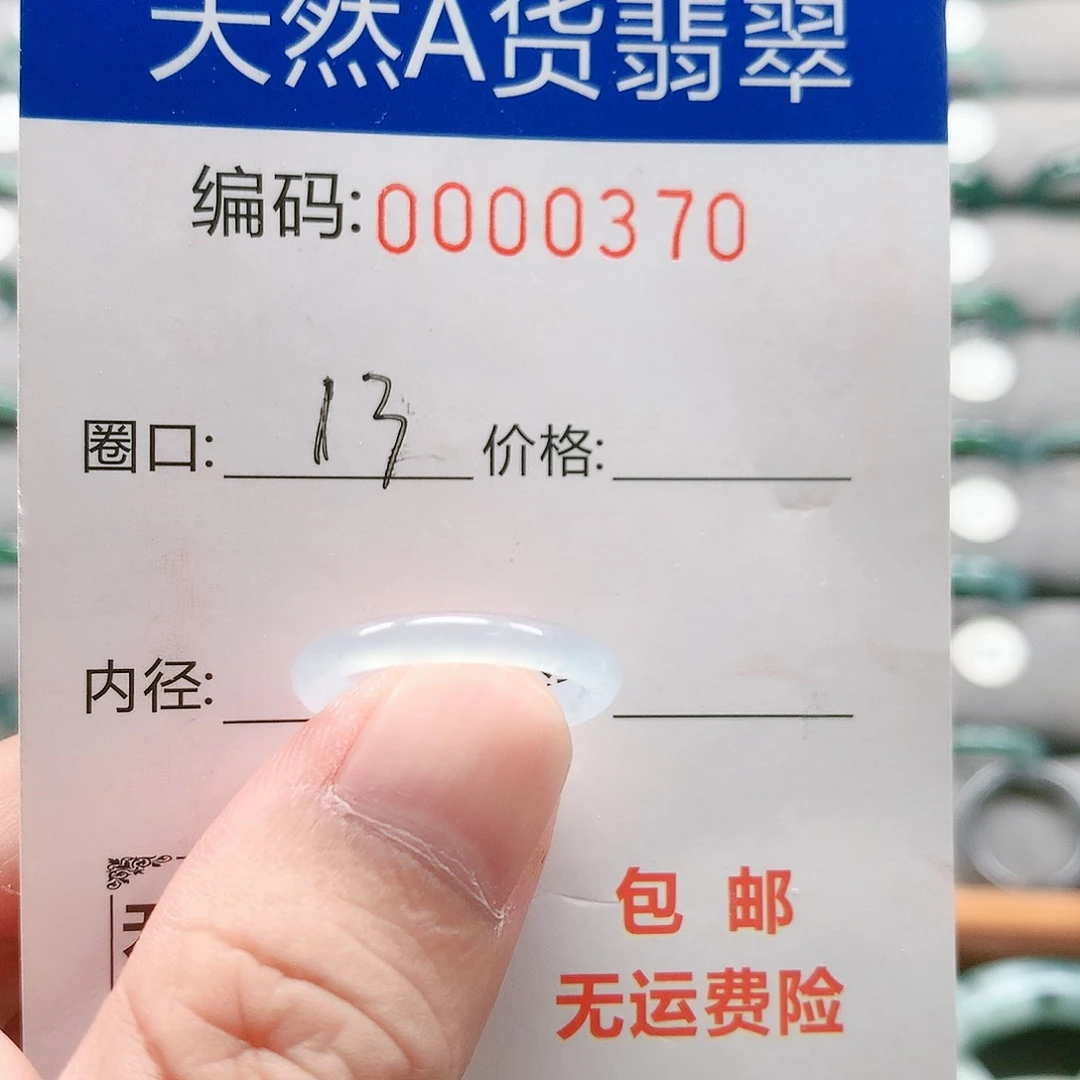 天然A货翡翠
编码:0000370
圈口: 13 价格:
内径:
包邮
无运费险